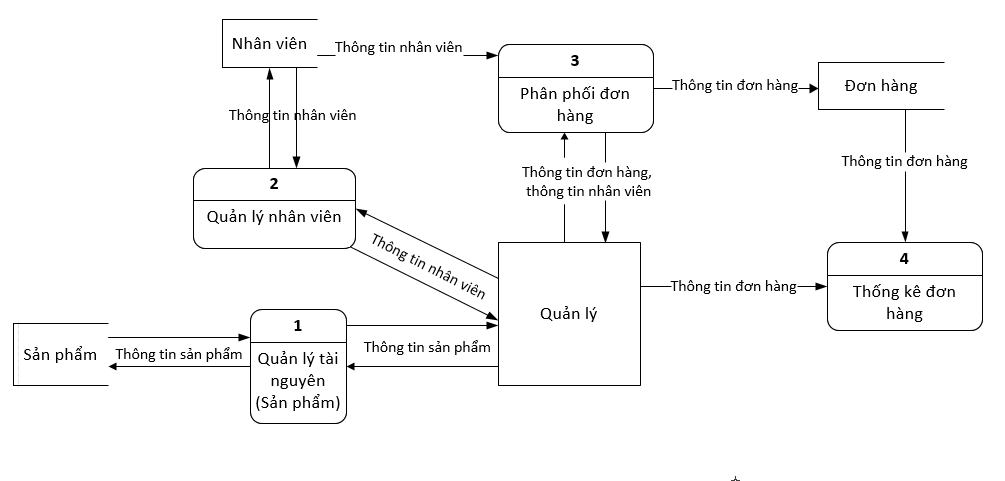 Nhân viên
Thông tin nhân viên
3
Phân phối đơn
hàng
Thông tin đơn hàng
Đơn hàng
Thông tin nhân viên
Thông tin đơn hàng,
thông tin nhân viên
Thông tin đơn hàng
2
Quản lý nhân viên
Thông tin nhân viên
Quản lý
Thông tin đơn hàng
4
Thống kê đơn
hàng
Sản phẩm
Thông tin sản phẩm
1
Quản lý tài
nguyên
(Sản phẩm)
Thông tin sản phẩm